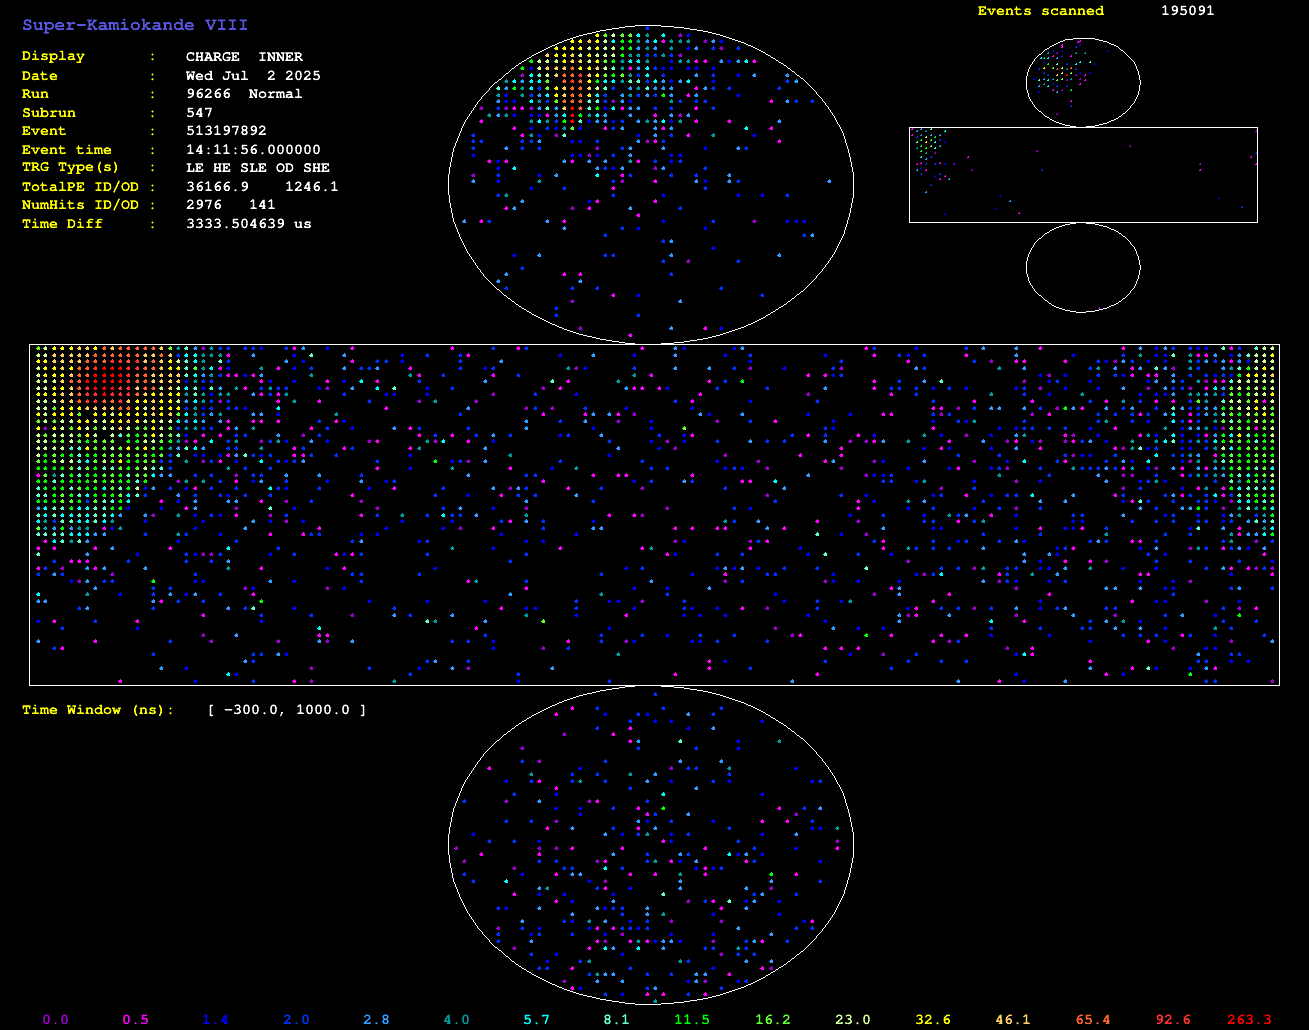 Super-Kamiokande VIII
Events scanned 195091
Display : CHARGE INNER
Date : Wed Jul 2 2025
Run : 96266 Normal
Subrun : 547
Event : 513197892
Event time : 14:11:56.000000
TRG Type(s) : LE HE SLE OD SHE
TotalPE ID/OD : 36166.9 1246.1
NumHits ID/OD : 2976 141
Time Diff : 3333.504639 us
Time Window (ns): [ -300.0, 1000.0 ]
0.0 0.5 1.4 2.0 2.8 4.0 5.7 8.1 11.5 16.2 23.0 32.6 46.1 65.4 92.6 263.3